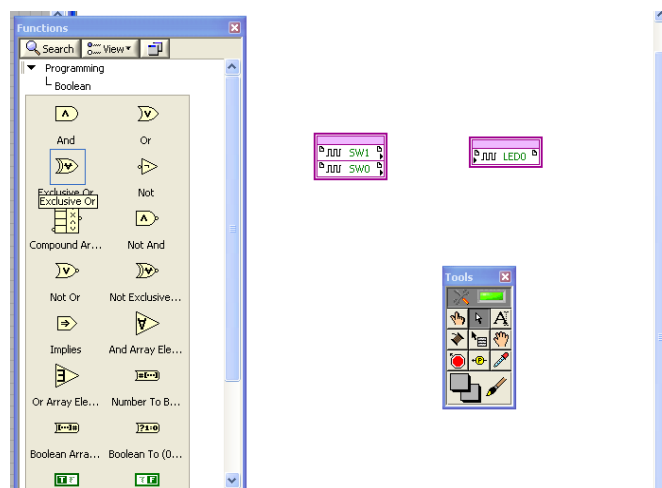 Functions
Search View
Programming
Boolean
And Or
Exclusive Or Not
Exclusive Or
Compound Ar... Not And
Not Or Not Exclusive...
Implies And Array Ele...
Or Array Ele... Number To B...
Boolean Arra... Boolean To (0...
SW1
SW0
LED0
Tools